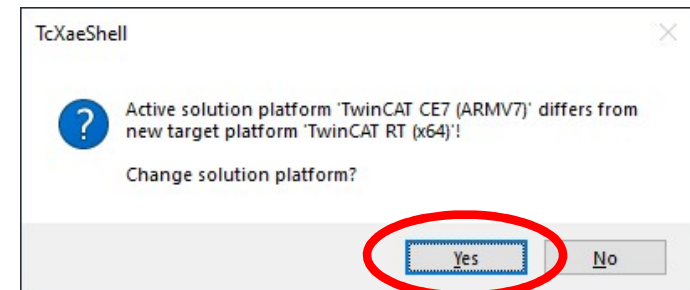 TcXaeShell
Active solution platform 'TwinCAT CE7 (ARMV7)' differs from
new target platform 'TwinCAT RT (x64)'!
Change solution platform?
Yes
No